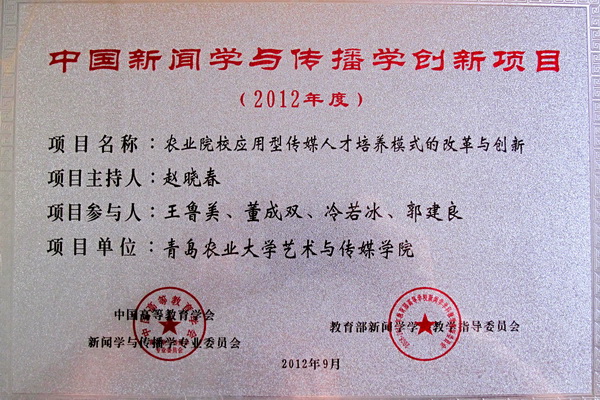 中国新闻学与传播学创新项目
（2012年度）
项目名称：农业院校应用型传媒人才培养模式的改革与创新
项目主持人：赵晓春
项目参与人：王鲁美、董成双、冷若冰、郭建良
项目单位：青岛农业大学艺术与传媒学院
中国高等教育学会
新闻学与传播学专业委员会
教育部新闻学学 教学指导委员会
2012年9月